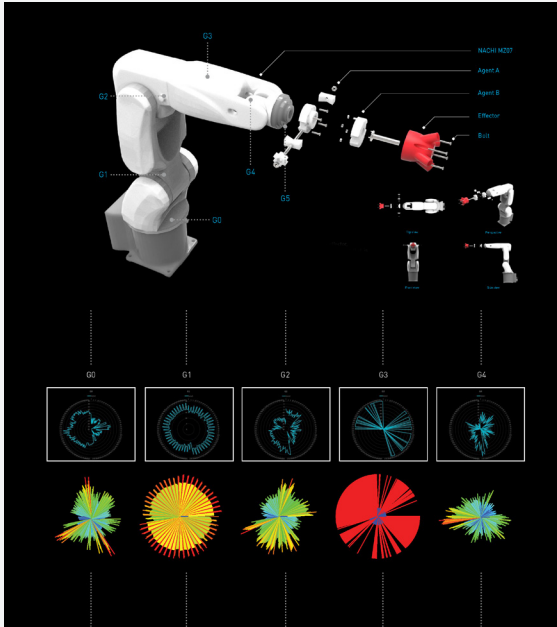 G3
NACHI MZ07
Agent A
G2
Agent B
Effector
Bolt
G1
G4
G5
G0
G0
G1
G2
G3
G4